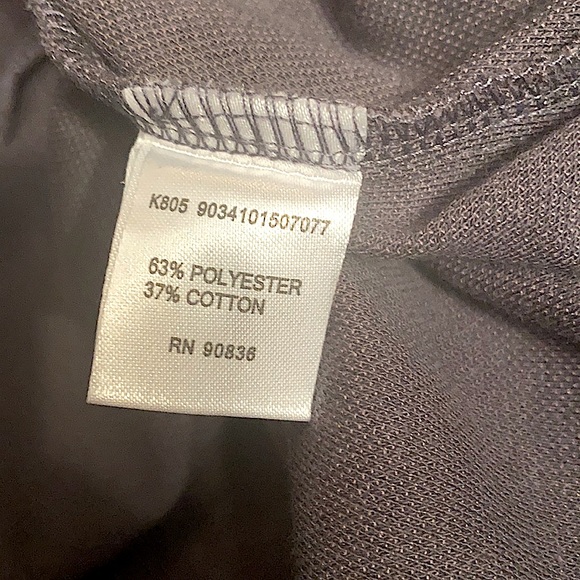 K805 9034101507077
63% POLYESTER
37% COTTON
RN 90836